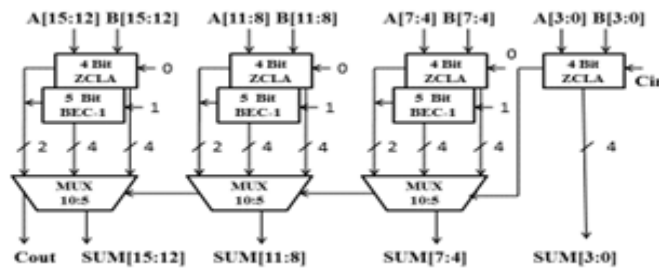 A[15:12] B[15:12] A[11:8] B[11:8] A[7:4] B[7:4] A[3:0] B[3:0]
4 Bit ZCLA 0 4 Bit ZCLA 0 4 Bit ZCLA 0 4 Bit ZCLA
Cin
5 Bit BEC-1 1 5 Bit BEC-1 1 5 Bit BEC-1 1
2 4 4 2 4 4 2 4 4 4
MUX 10:5 MUX 10:5 MUX 10:5
Cout SUM[15:12] SUM[11:8] SUM[7:4] SUM[3:0]